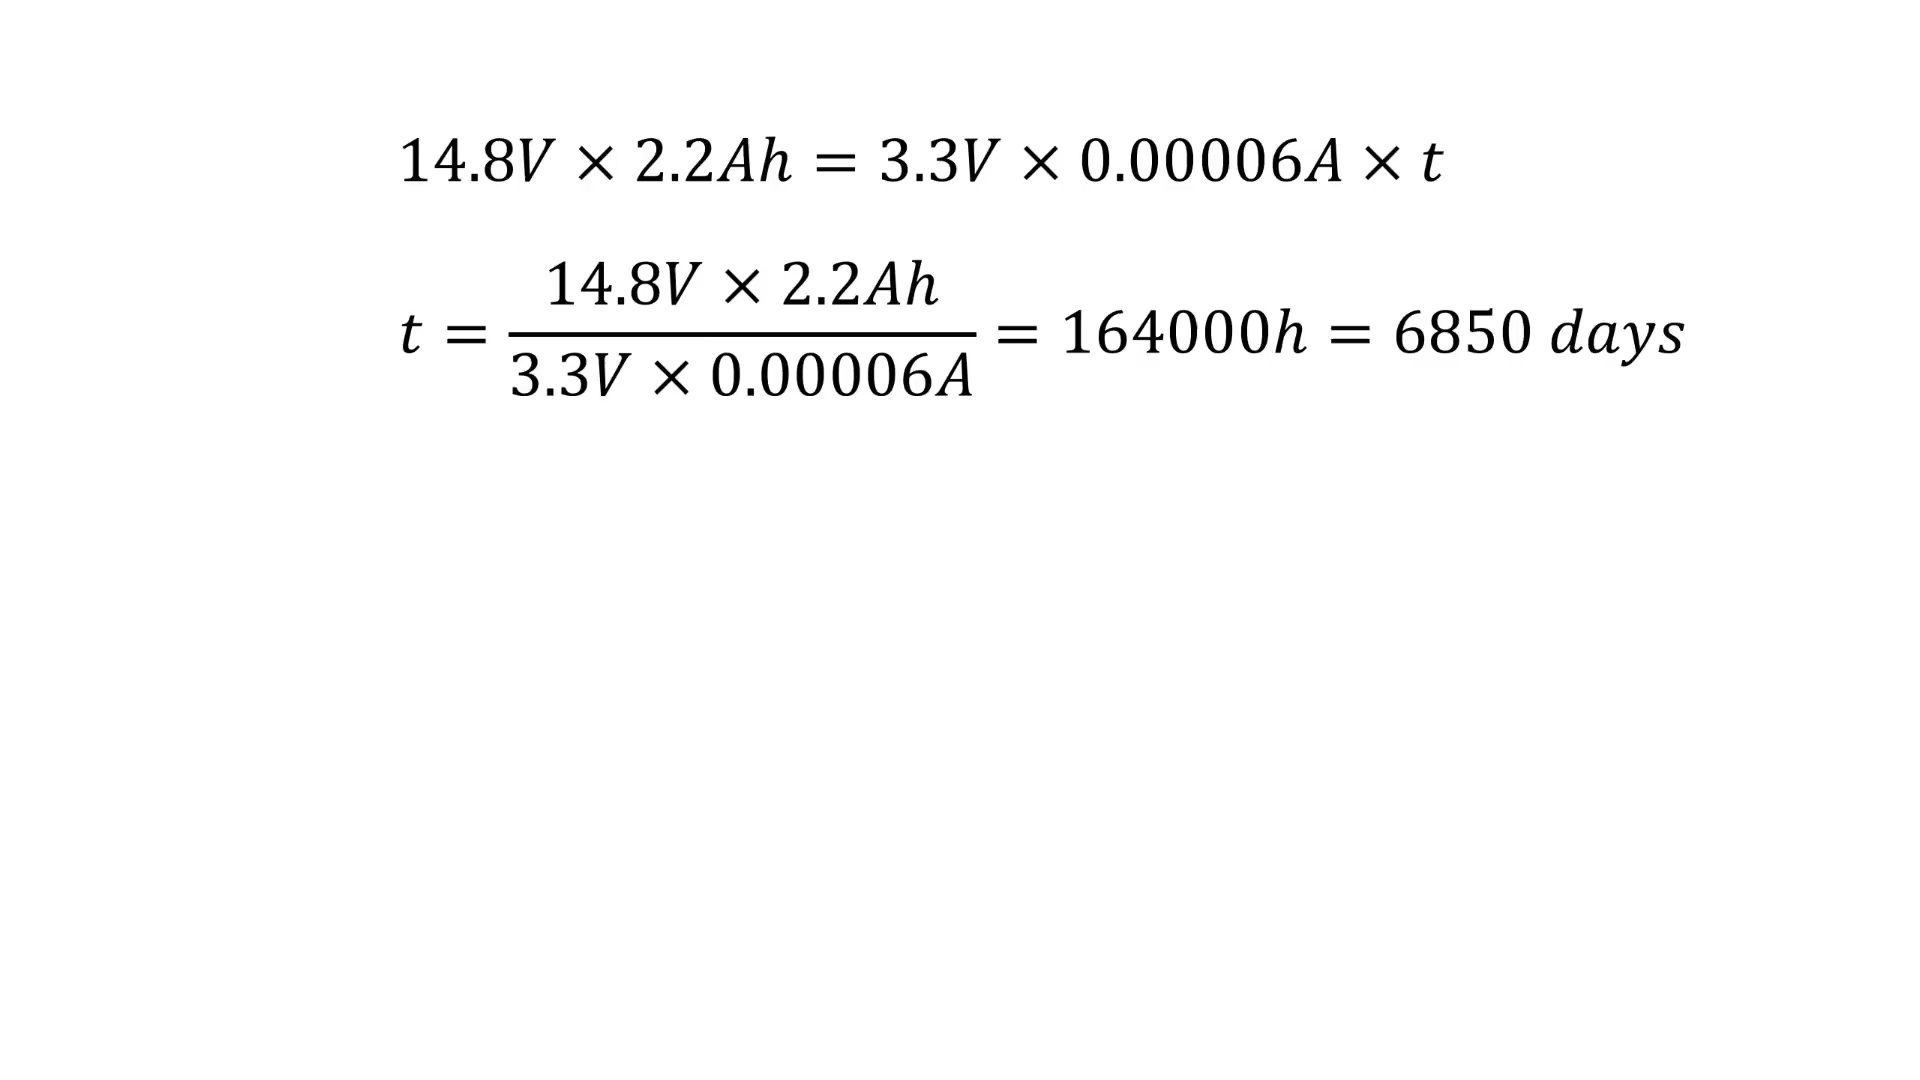 14.8V × 2.2Ah = 3.3V × 0.00006A × t
t = \frac{14.8V × 2.2Ah}{3.3V × 0.00006A} = 164000h = 6850 days